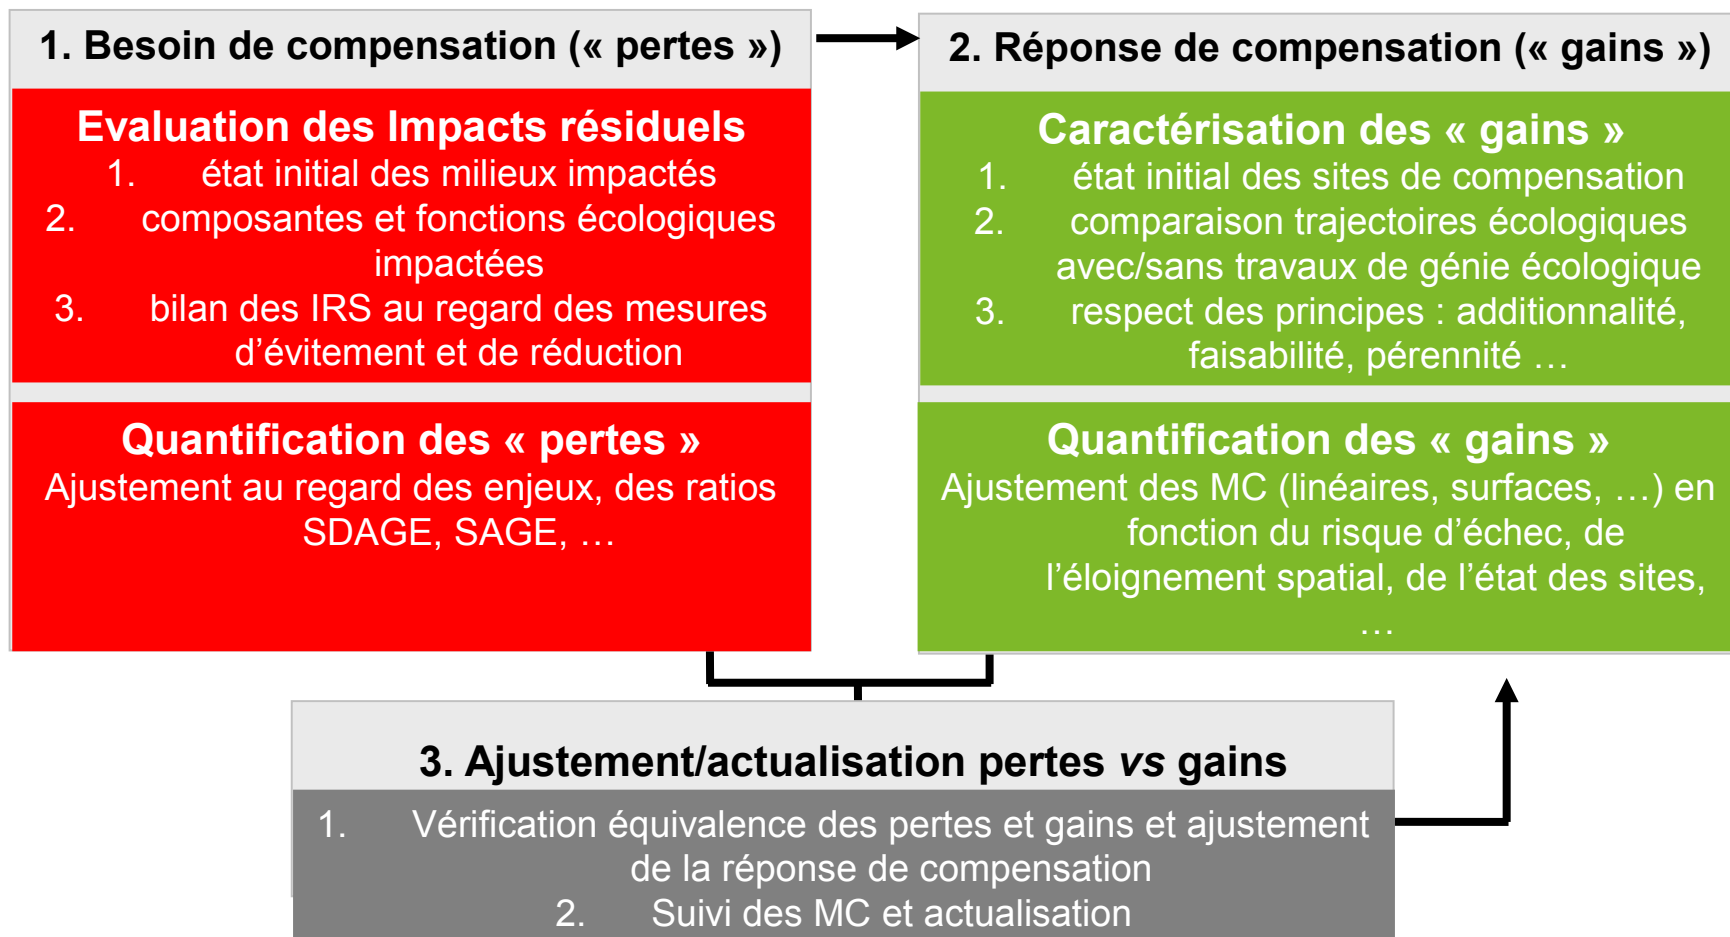 1. Besoin de compensation (« pertes »)
Evaluation des Impacts résiduels
1. état initial des milieux impactés
2. composantes et fonctions écologiques
impactées
3. bilan des IRS au regard des mesures
d’évitement et de réduction
Quantification des « pertes »
Ajustement au regard des enjeux, des ratios
SDAGE, SAGE, …
2. Réponse de compensation (« gains »)
Caractérisation des « gains »
1. état initial des sites de compensation
2. comparaison trajectoires écologiques
avec/sans travaux de génie écologique
3. respect des principes : additionnalité,
faisabilité, pérennité …
Quantification des « gains »
Ajustement des MC (linéaires, surfaces, …) en
fonction du risque d’échec, de
l’éloignement spatial, de l’état des sites,
…
3. Ajustement/actualisation pertes vs gains
1. Vérification équivalence des pertes et gains et ajustement
de la réponse de compensation
2. Suivi des MC et actualisation